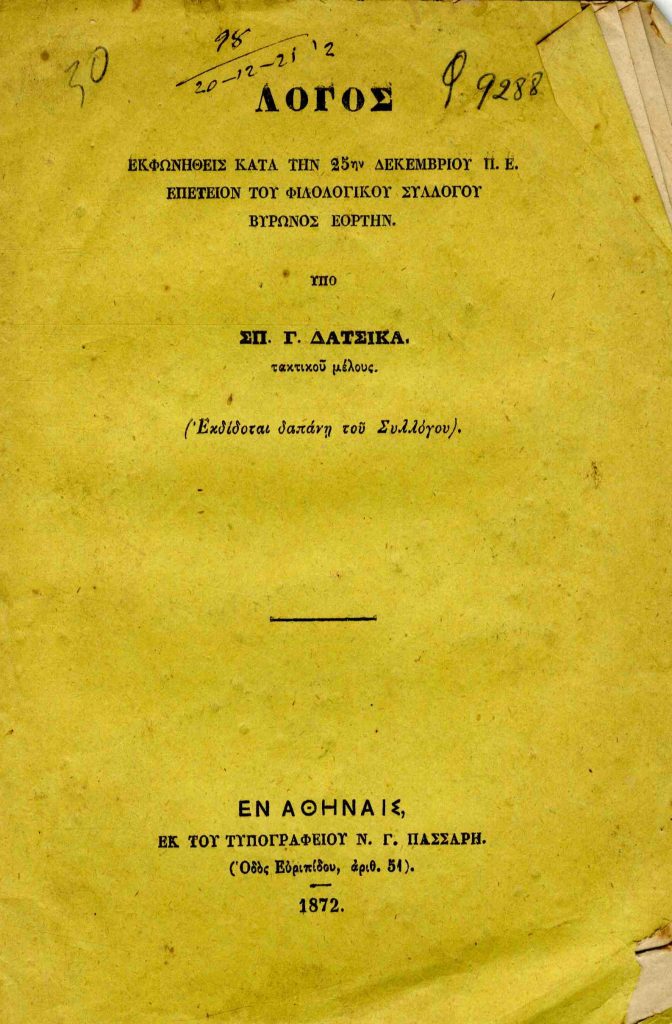 30
98
20-12-21 '2
φ. 9288
ΛΟΓΟΣ
ΕΚΦΩΝΗΘΕΙΣ ΚΑΤΑ ΤΗΝ 25ην ΔΕΚΕΜΒΡΙΟΥ Π. Ε.
ΕΠΕΤΕΙΟΝ ΤΟΥ ΦΙΛΟΛΟΓΙΚΟΥ ΣΥΛΛΟΓΟΥ
ΒΥΡΩΝΟΣ ΕΟΡΤΗΝ.
ΥΠΟ
ΣΠ. Γ. ΔΑΤΣΙΚΑ.
τακτικοῦ μέλους.
(Ἐκδίδοται δαπάνῃ τοῦ Συλλόγου).
ΕΝ ΑΘΗΝΑΙΣ,
ΕΚ ΤΟΥ ΤΥΠΟΓΡΑΦΕΙΟΥ Ν. Γ. ΠΑΣΣΑΡΗ.
(Ὁδὸς Εὐριπίδου, ἀριθ. 51).
1872.